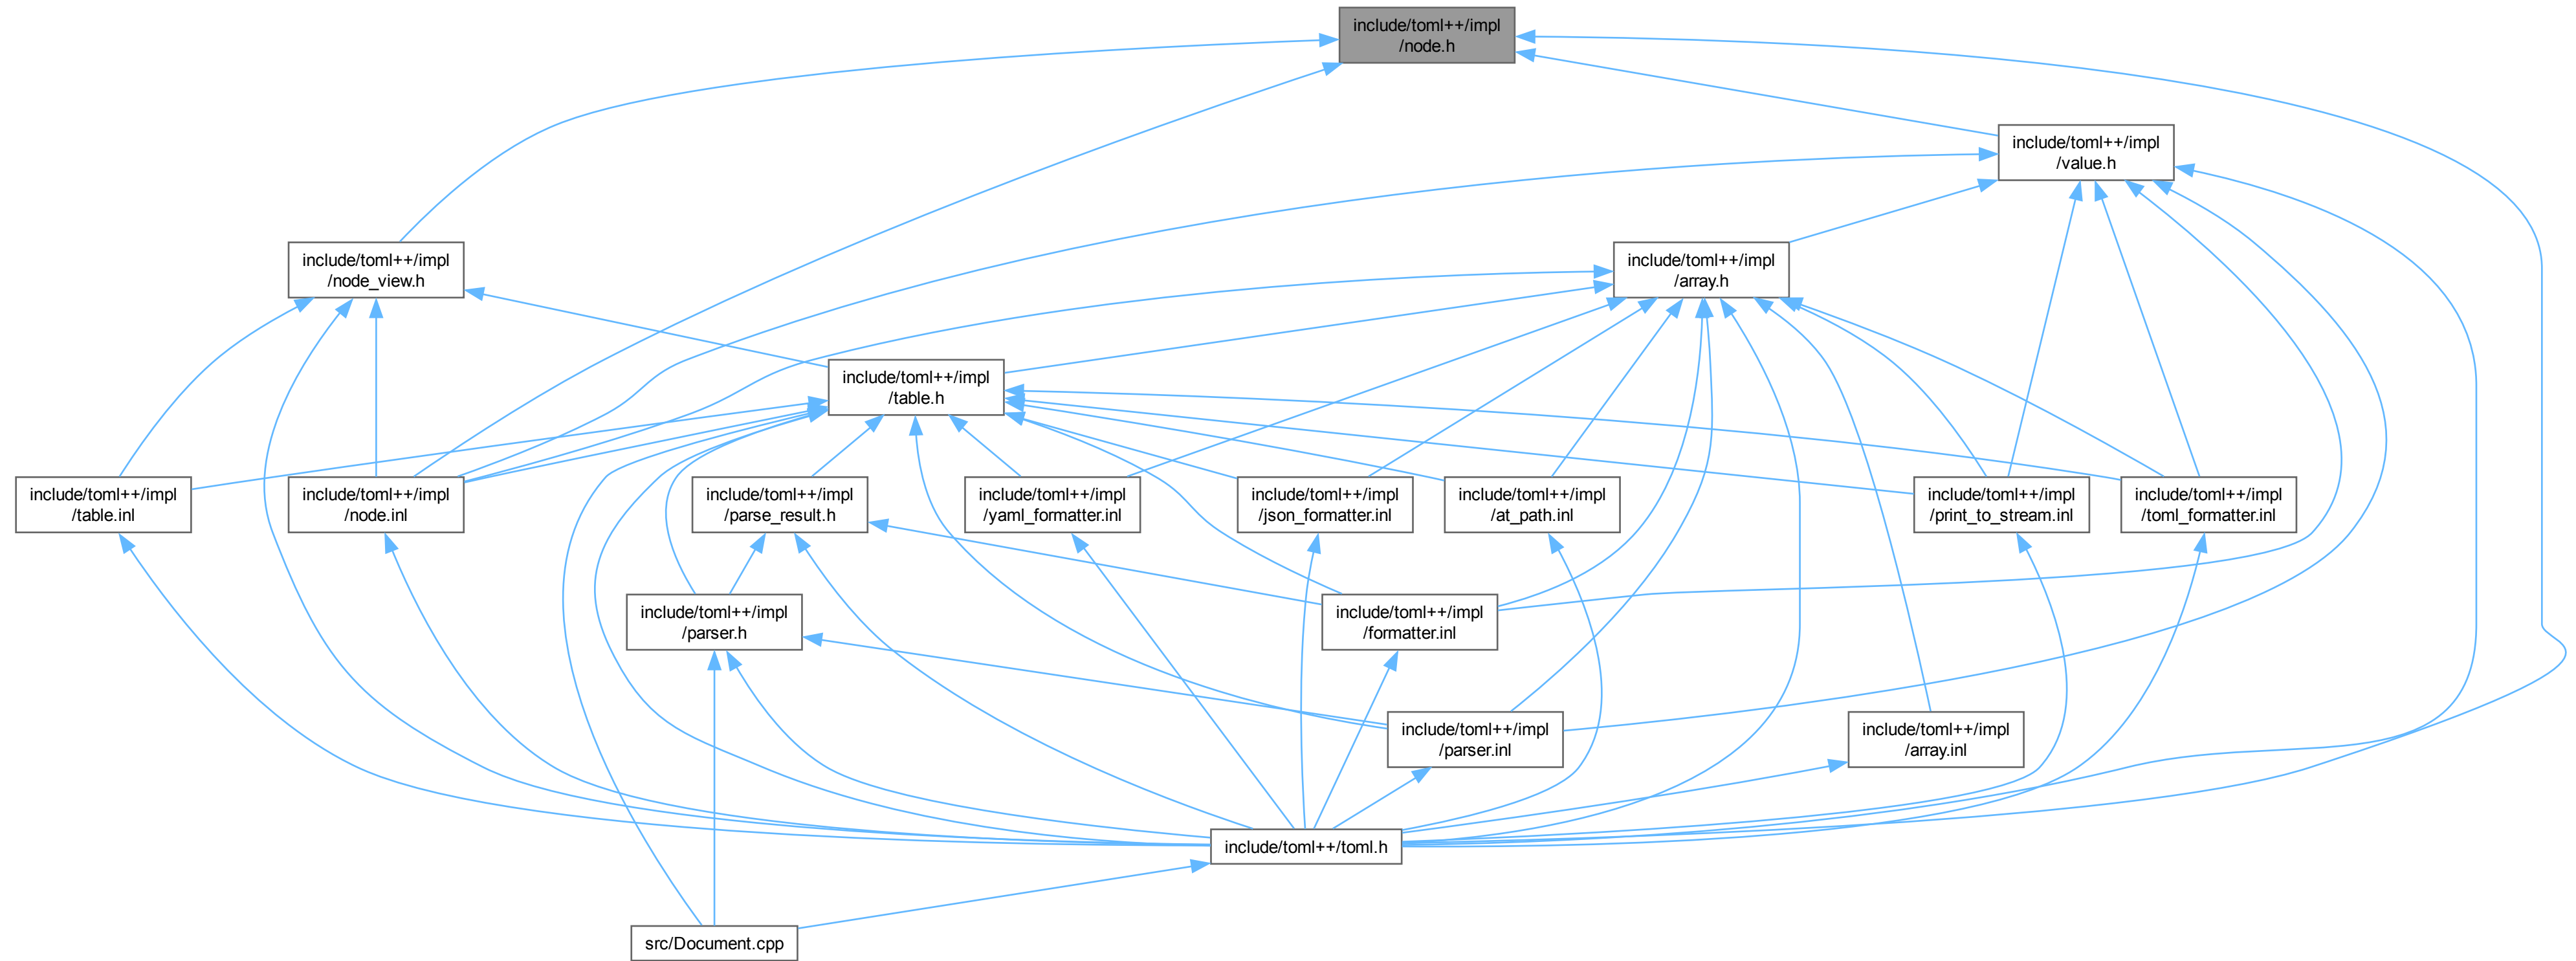 include/toml++/impl
/node.h
include/toml++/impl
/value.h
include/toml++/impl
/node_view.h
include/toml++/impl
/array.h
include/toml++/impl
/table.h
include/toml++/impl
/table.inl
include/toml++/impl
/node.inl
include/toml++/impl
/parse_result.h
include/toml++/impl
/yaml_formatter.inl
include/toml++/impl
/json_formatter.inl
include/toml++/impl
/at_path.inl
include/toml++/impl
/print_to_stream.inl
include/toml++/impl
/toml_formatter.inl
include/toml++/impl
/parser.h
include/toml++/impl
/formatter.inl
include/toml++/impl
/parser.inl
include/toml++/impl
/array.inl
include/toml++/toml.h
src/Document.cpp